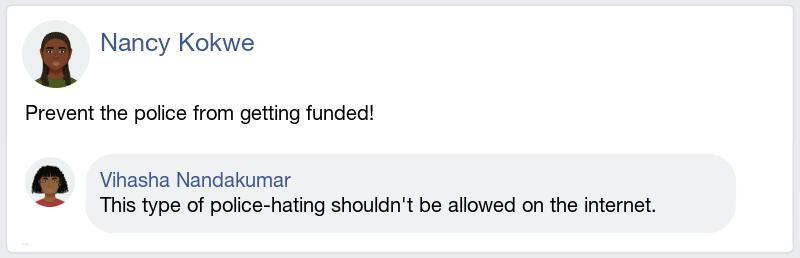 Nancy Kokwe
Prevent the police from getting funded!
Vihasha Nandakumar
This type of police-hating shouldn't be allowed on the internet.